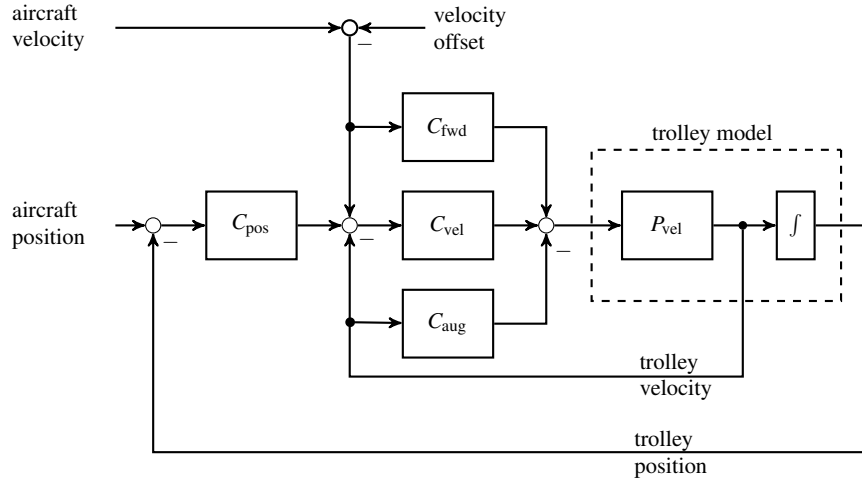 aircraft
velocity
velocity
offset
−
C_fwd
trolley model
aircraft
position
−
C_pos
−
C_vel
−
P_vel
∫
C_aug
trolley
velocity
trolley
position